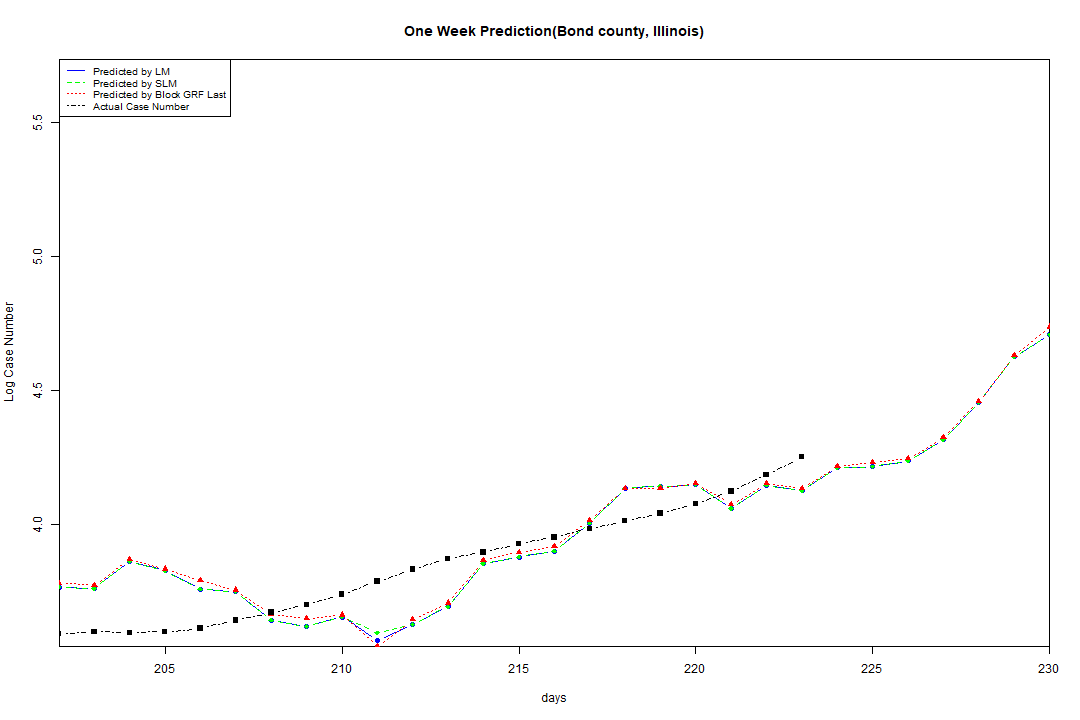 One Week Prediction(Bond county, Illinois)
Predicted by LM
Predicted by SLM
Predicted by Block GRF Last
Actual Case Number
5.5
5.0
4.5
4.0
Log Case Number
205 210 215 220 225 230
days